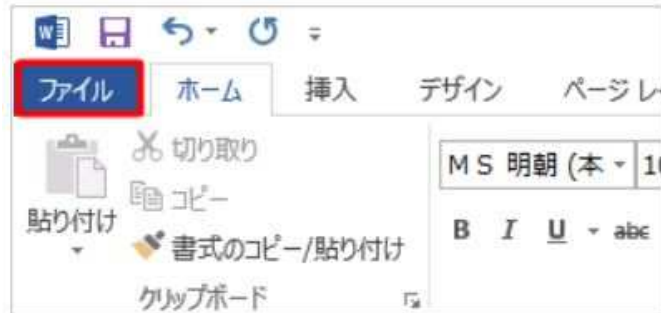 ファイル ホーム 挿入 デザイン ページ レ
切り取り
コピー
貼り付け
書式のコピー/貼り付け
クリップボード
ＭＳ 明朝 (本 10
B I U abc